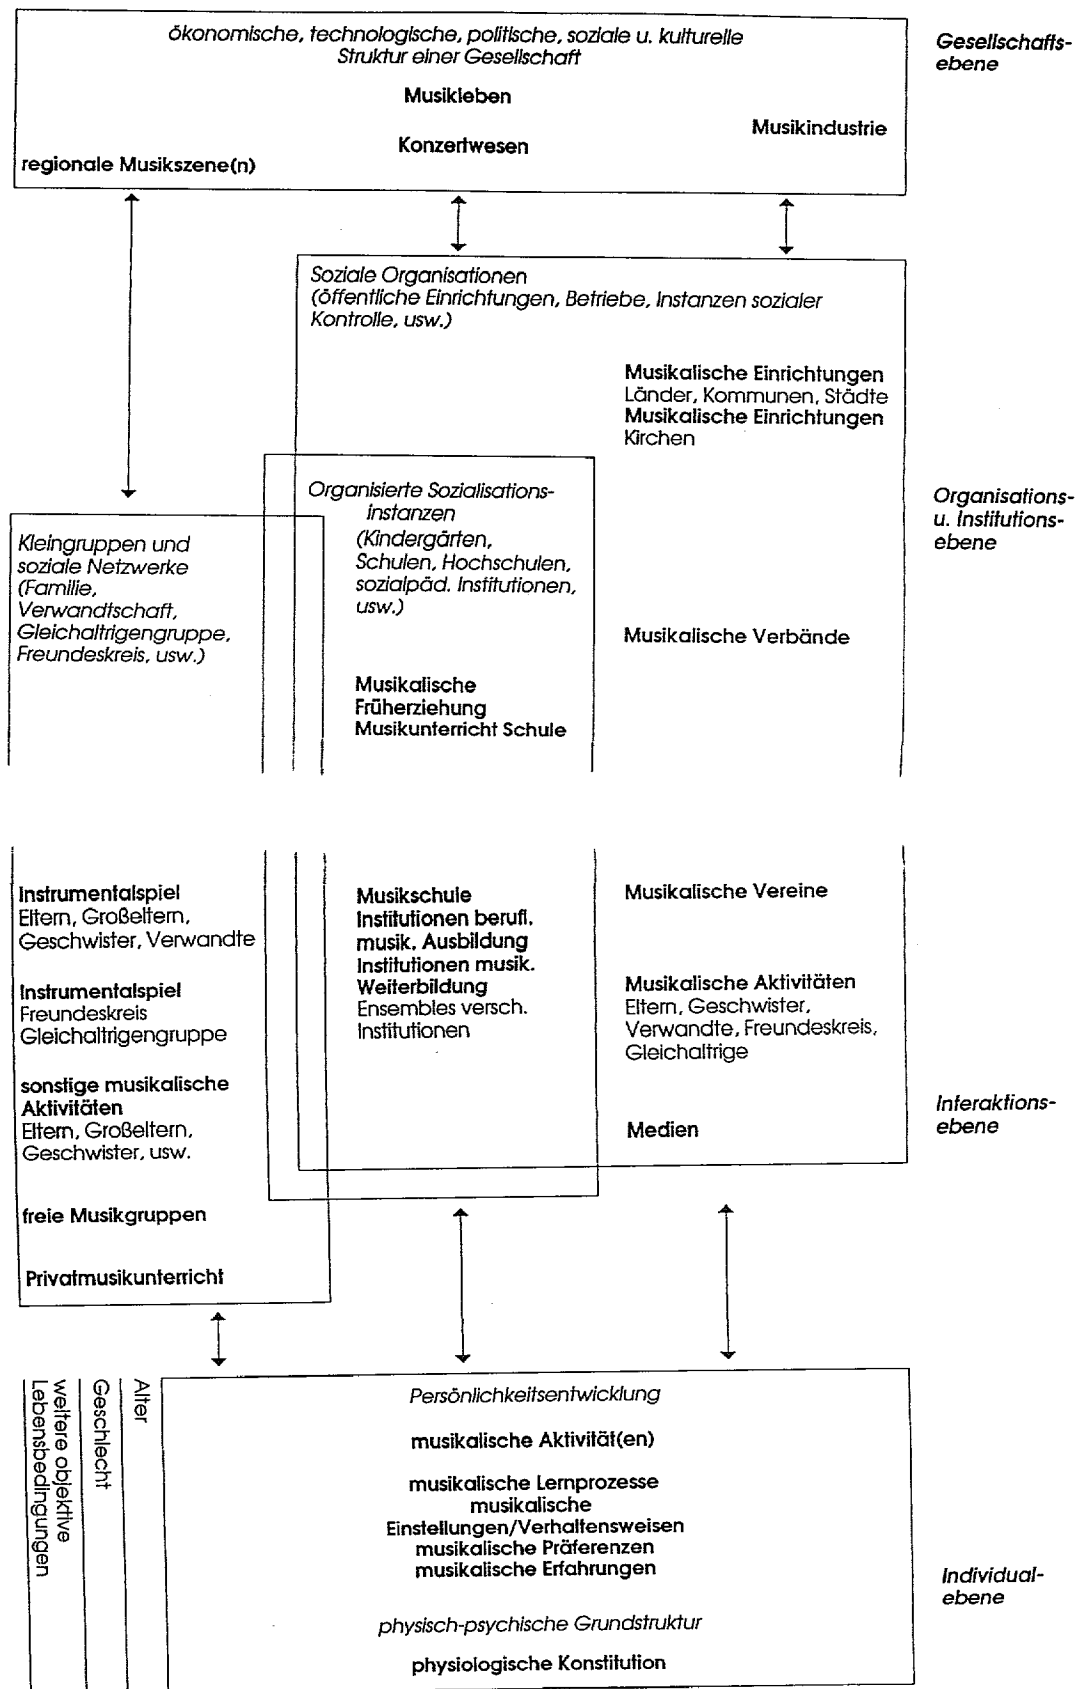 ökonomische, technologische, politische, soziale u. kulturelle
Struktur einer Gesellschaft
Gesellschafts-
ebene
Musikleben
Musikindustrie
Konzertwesen
regionale Musikszene(n)
Soziale Organisationen
(öffentliche Einrichtungen, Betriebe, Instanzen sozialer
Kontrolle, usw.)
Musikalische Einrichtungen
Länder, Kommunen, Städte
Musikalische Einrichtungen
Kirchen
Organisierte Sozialisations-
instanzen
(Kindergärten,
Schulen, Hochschulen,
sozialpäd. Institutionen,
usw.)
Organisations-
u. Institutions-
ebene
Kleingruppen und
soziale Netzwerke
(Familie,
Verwandtschaft,
Gleichaltrigengruppe,
Freundeskreis, usw.)
Musikalische Verbände
Musikalische
Früherziehung
Musikunterricht Schule
Instrumentalspiel
Eltern, Großeltern,
Geschwister, Verwandte
Instrumentalspiel
Freundeskreis
Gleichaltrigengruppe
sonstige musikalische
Aktivitäten
Eltern, Großeltern,
Geschwister, usw.
freie Musikgruppen
Privatmusikunterricht
Musikschule
Institutionen berufl.
musik. Ausbildung
Institutionen musik.
Weiterbildung
Ensembles versch.
Institutionen
Musikalische Vereine
Musikalische Aktivitäten
Eltern, Geschwister,
Verwandte, Freundeskreis,
Gleichaltrige
Medien
Interaktions-
ebene
weitere objektive
Lebensbedingungen
Geschlecht
Alter
Persönlichkeitsentwicklung
musikalische Aktivität(en)
musikalische Lernprozesse
musikalische
Einstellungen/Verhaltensweisen
musikalische Präferenzen
musikalische Erfahrungen
physisch-psychische Grundstruktur
physiologische Konstitution
Individual-
ebene